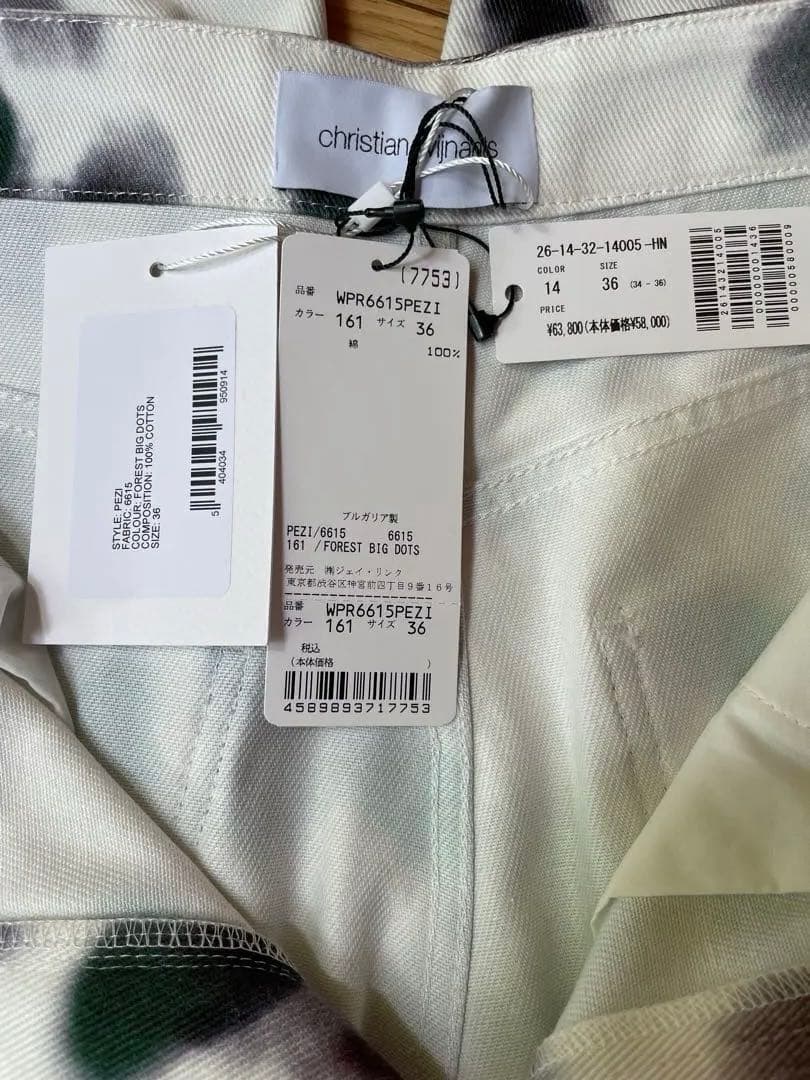 christian wijnants
STYLE: PEZI
FABRIC: 6615
COLOUR: FOREST BIG DOTS
COMPOSITION: 100% COTTON
SIZE: 36
5 404034 950914
(7753)
品番 WPR6615PEZI
カラー 161 サイズ 36
綿 100%
ブルガリア製
PEZI/6615 6615
161 /FOREST BIG DOTS
発売元 ㈱ジェイ・リンク
東京都渋谷区神宮前四丁目9番16号
品番 WPR6615PEZI
カラー 161 サイズ 36
税込
(本体価格 )
4589893717753
26-14-32-14005-HN
COLOR SIZE
14 36 (34 - 36)
PRICE
¥63,800(本体価格¥58,000)
26143214005
0000000001436
00000580009